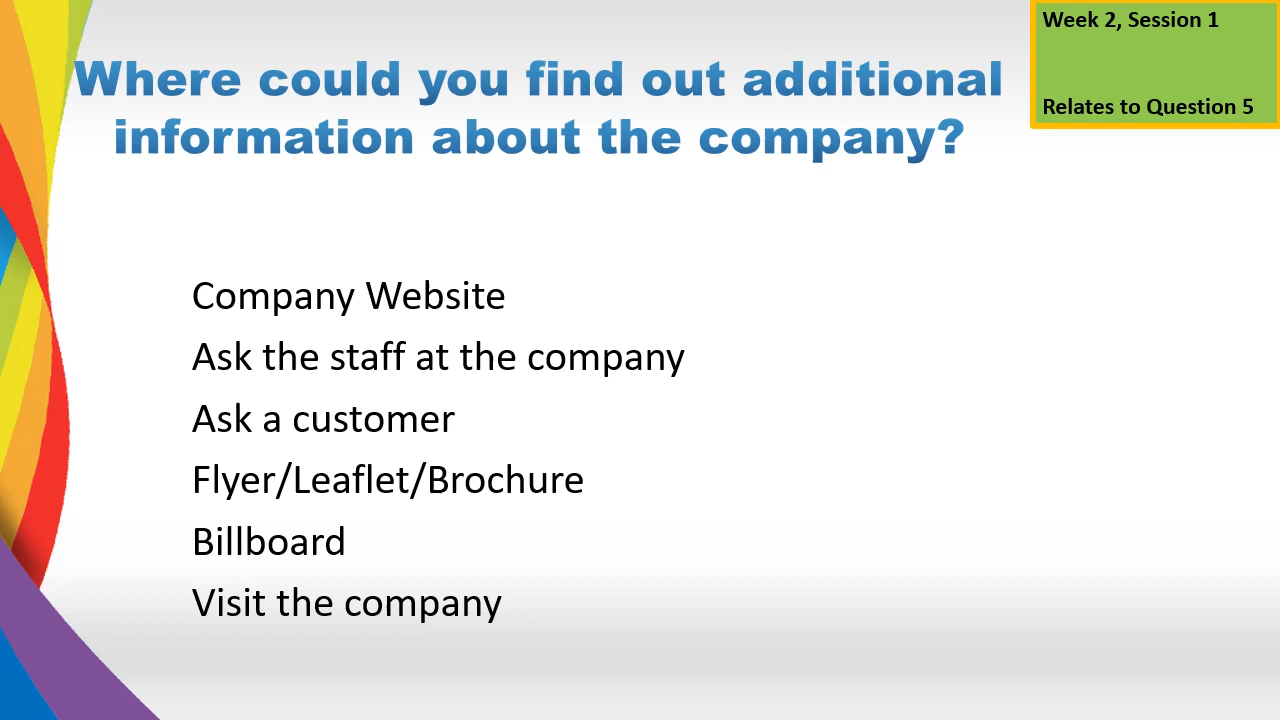 Week 2, Session 1
Relates to Question 5
Where could you find out additional
information about the company?
Company Website
Ask the staff at the company
Ask a customer
Flyer/Leaflet/Brochure
Billboard
Visit the company